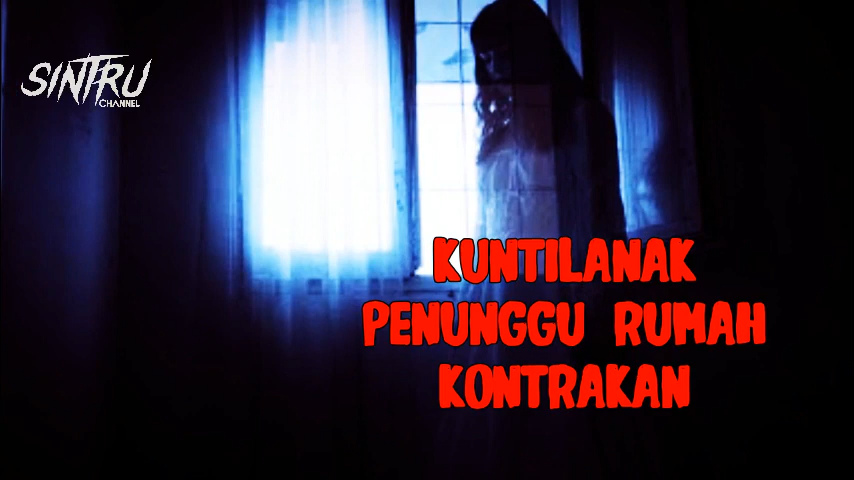 SINTRU
CHANNEL
KUNTILANAK
PENUNGGU RUMAH
KONTRAKAN